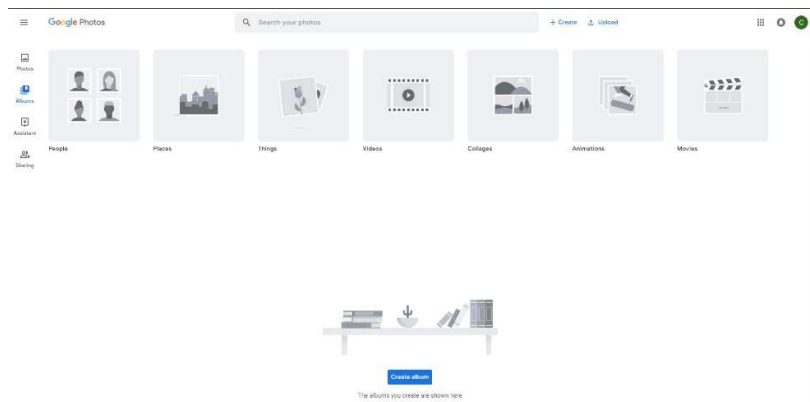 Google Photos
Search your photos
+ Create
Upload
C
Photos
Albums
Assistant
Sharing
People
Places
Things
Videos
Collages
Animations
Movies
Create album
The albums you create are shown here